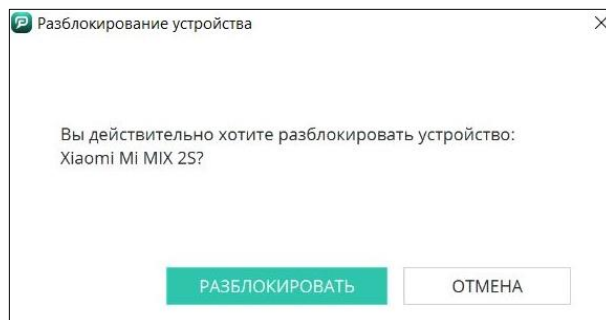 Разблокирование устройства
Вы действительно хотите разблокировать устройство:
Xiaomi Mi MIX 2S?
РАЗБЛОКИРОВАТЬ
ОТМЕНА